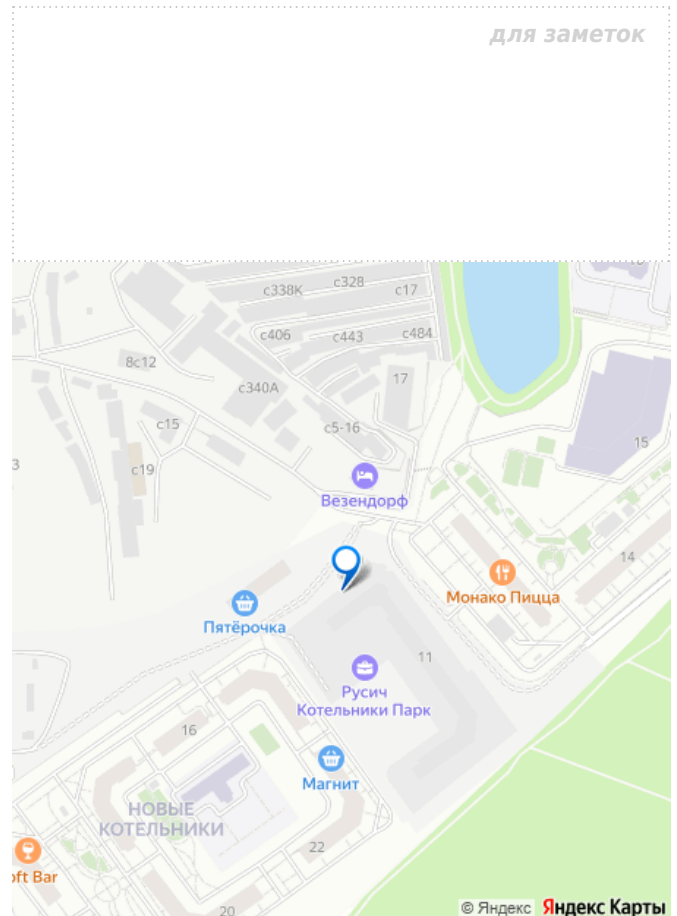 для заметок
с338К
с328
с17
с406
с443
с484
8с12
с340А
17
с15
с5-16
15
3
с19
Везендорф
14
Монако Пицца
Пятёрочка
11
Русич
Котельники Парк
16
Магнит
НОВЫЕ
КОТЕЛЬНИКИ
22
oft Bar
20
© Яндекс Яндекс Карты